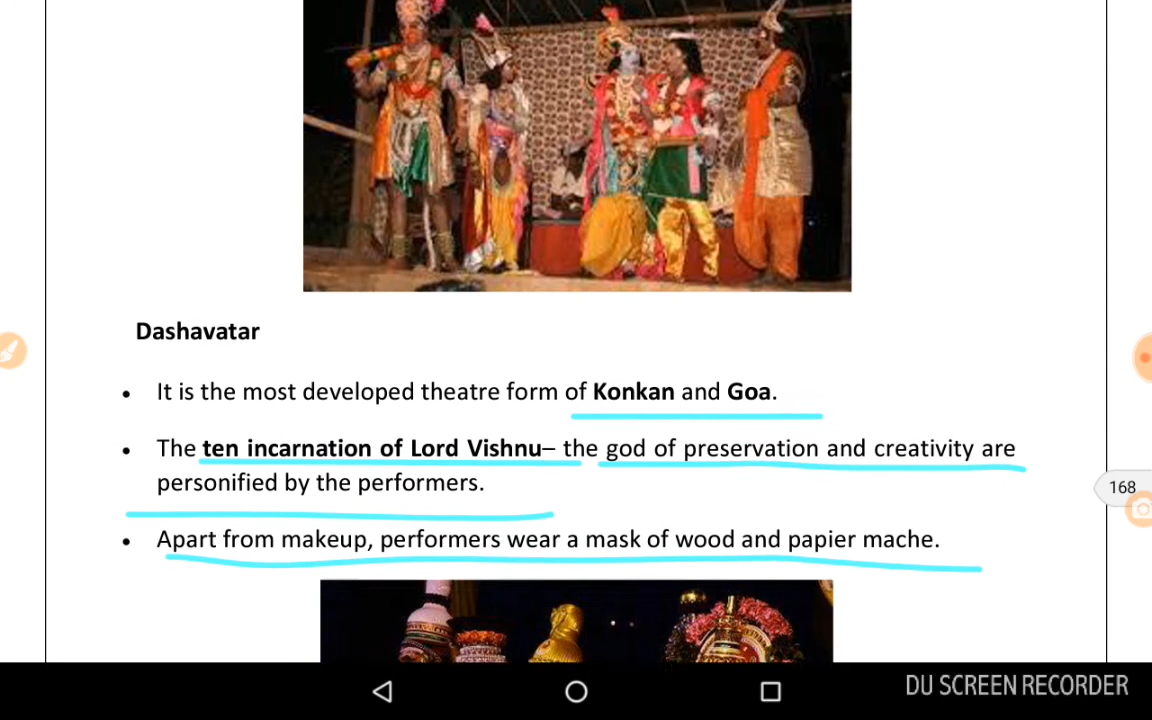 Dashavatar
• It is the most developed theatre form of Konkan and Goa.
• The ten incarnation of Lord Vishnu– the god of preservation and creativity are
personified by the performers.
168
• Apart from makeup, performers wear a mask of wood and papier mache.
DU SCREEN RECORDER